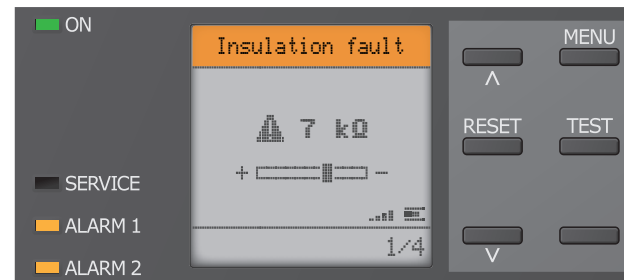 ON
MENU
Insulation fault
7 kΩ
RESET
TEST
+ -
SERVICE
ALARM 1
1/4
ALARM 2